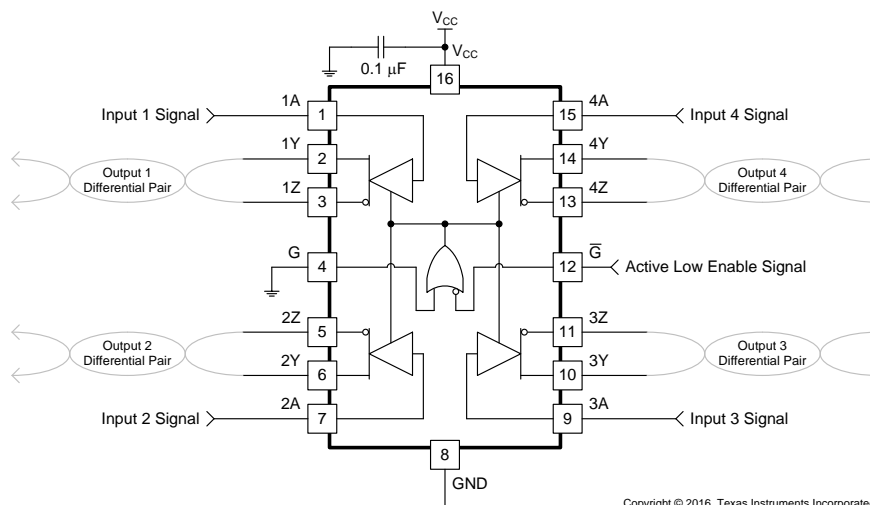 VCC
VCC
0.1 μF
16
1A
4A
Input 1 Signal
1
15
Input 4 Signal
1Y
4Y
2
14
Output 1
Differential Pair
Output 4
Differential Pair
1Z
4Z
3
13
G
G̅
4
12
Active Low Enable Signal
2Z
3Z
5
11
Output 2
Differential Pair
Output 3
Differential Pair
2Y
3Y
6
10
2A
3A
Input 2 Signal
7
9
Input 3 Signal
8
GND
Copyright © 2016, Texas Instruments Incorporated